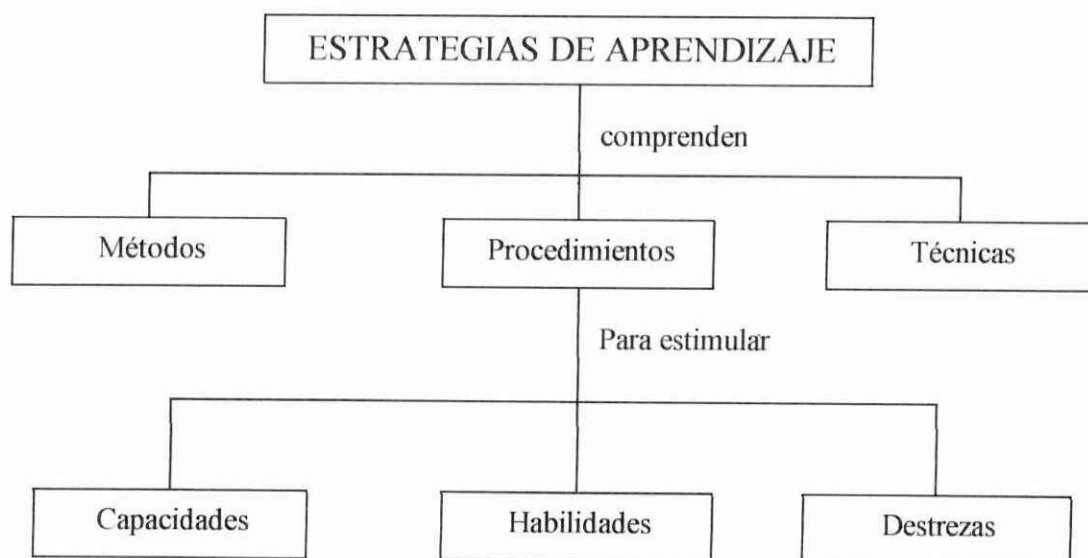 ESTRATEGIAS DE APRENDIZAJE
comprenden
Métodos
Procedimientos
Técnicas
Para estimular
Capacidades
Habilidades
Destrezas